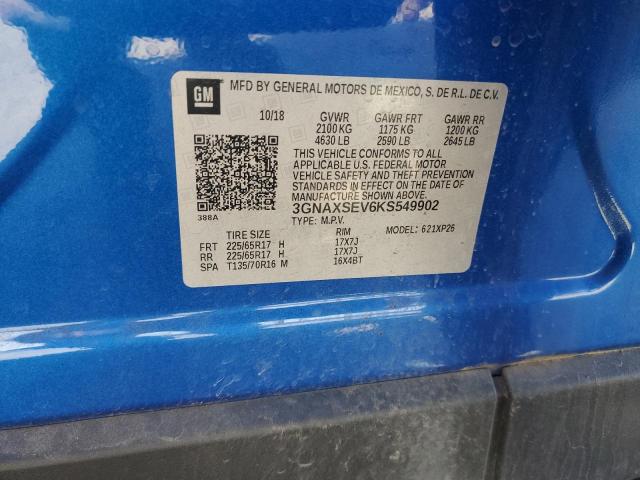 GM
MFD BY GENERAL MOTORS DE MEXICO, S. DE R.L. DE C.V.
10/18 GVWR GAWR FRT GAWR RR
2100 KG 1175 KG 1200 KG
4630 LB 2590 LB 2645 LB
THIS VEHICLE CONFORMS TO ALL
APPLICABLE U.S. FEDERAL MOTOR
VEHICLE SAFETY AND THEFT
PREVENTION STANDARDS IN EFFECT ON THE DATE OF
MANUFACTURE SHOWN ABOVE.
3GNAXSEV6KS549902
388A
TYPE: M.P.V. MODEL: 621XP26
TIRE SIZE RIM
FRT 225/65R17 H 17X7J
RR 225/65R17 H 17X7J
SPA T135/70R16 M 16X4BT